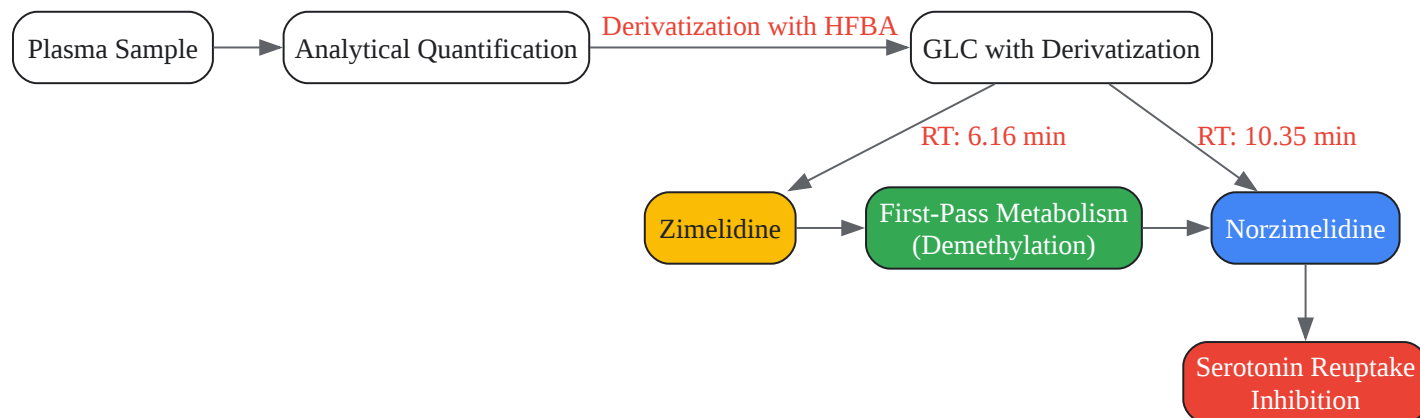 Plasma Sample
Analytical Quantification
Derivatization with HFBA
GLC with Derivatization
RT: 6.16 min
RT: 10.35 min
Zimelidine
First-Pass Metabolism
(Demethylation)
Norzimelidine
Serotonin Reuptake
Inhibition